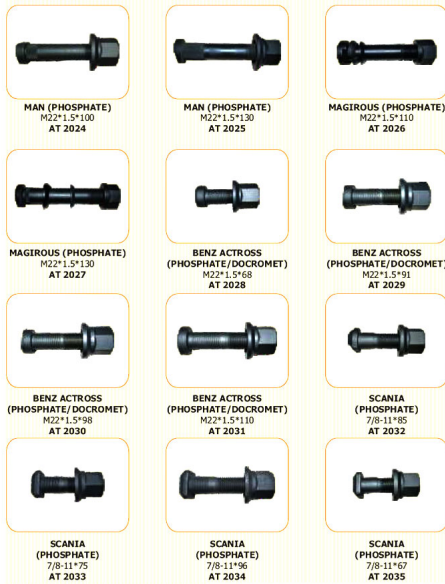 MAN (PHOSPHATE)
M22*1.5*100
AT 2024
MAN (PHOSPHATE)
M22*1.5*130
AT 2025
MAGIROUS (PHOSPHATE)
M22*1.5*110
AT 2026
MAGIROUS (PHOSPHATE)
M22*1.5*130
AT 2027
BENZ ACTROSS
(PHOSPHATE/DOCROMET)
M22*1.5*68
AT 2028
BENZ ACTROSS
(PHOSPHATE/DOCROMET)
M22*1.5*91
AT 2029
BENZ ACTROSS
(PHOSPHATE/DOCROMET)
M22*1.5*98
AT 2030
BENZ ACTROSS
(PHOSPHATE/DOCROMET)
M22*1.5*110
AT 2031
SCANIA
(PHOSPHATE)
7/8-11*85
AT 2032
SCANIA
(PHOSPHATE)
7/8-11*75
AT 2033
SCANIA
(PHOSPHATE)
7/8-11*96
AT 2034
SCANIA
(PHOSPHATE)
7/8-11*67
AT 2035